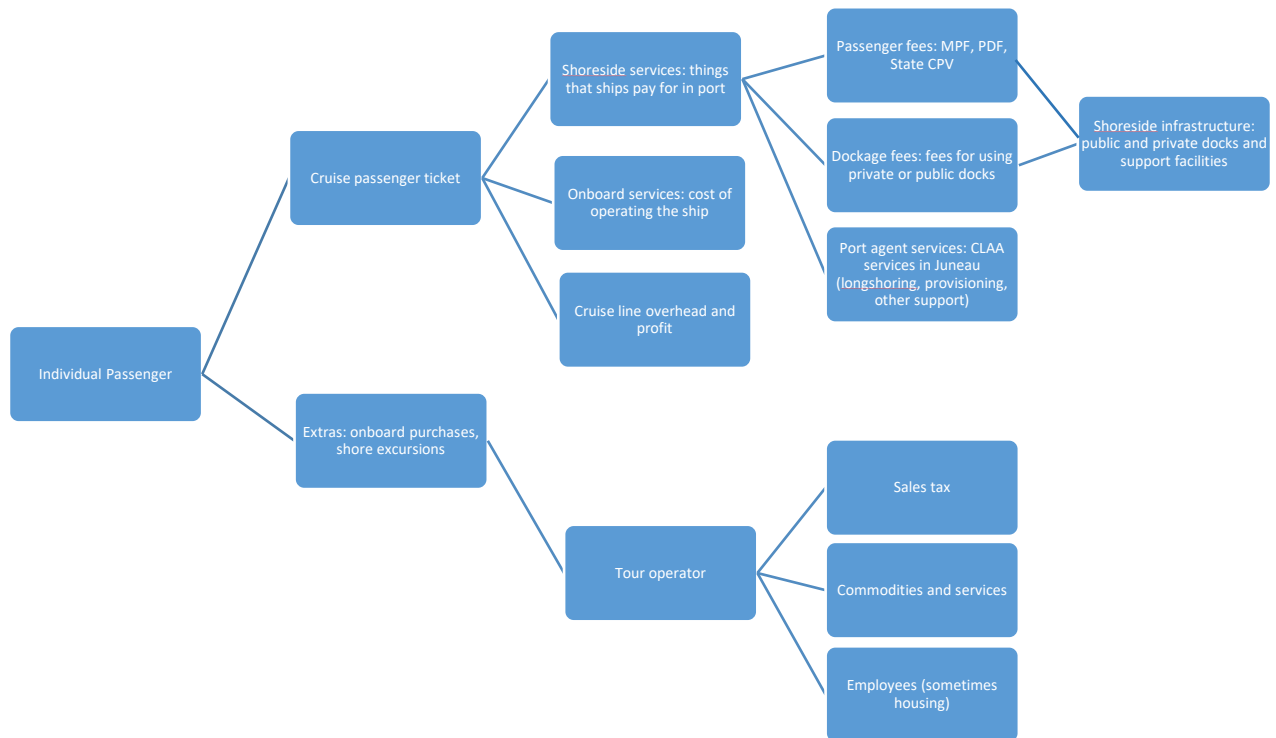 Individual Passenger
Cruise passenger ticket
Extras: onboard purchases,
shore excursions
Shoreside services: things
that ships pay for in port
Onboard services: cost of
operating the ship
Cruise line overhead and
profit
Tour operator
Passenger fees: MPF, PDF,
State CPV
Dockage fees: fees for using
private or public docks
Port agent services: CLAA
services in Juneau
(longshoring, provisioning,
other support)
Sales tax
Commodities and services
Employees (sometimes
housing)
Shoreside infrastructure:
public and private docks and
support facilities